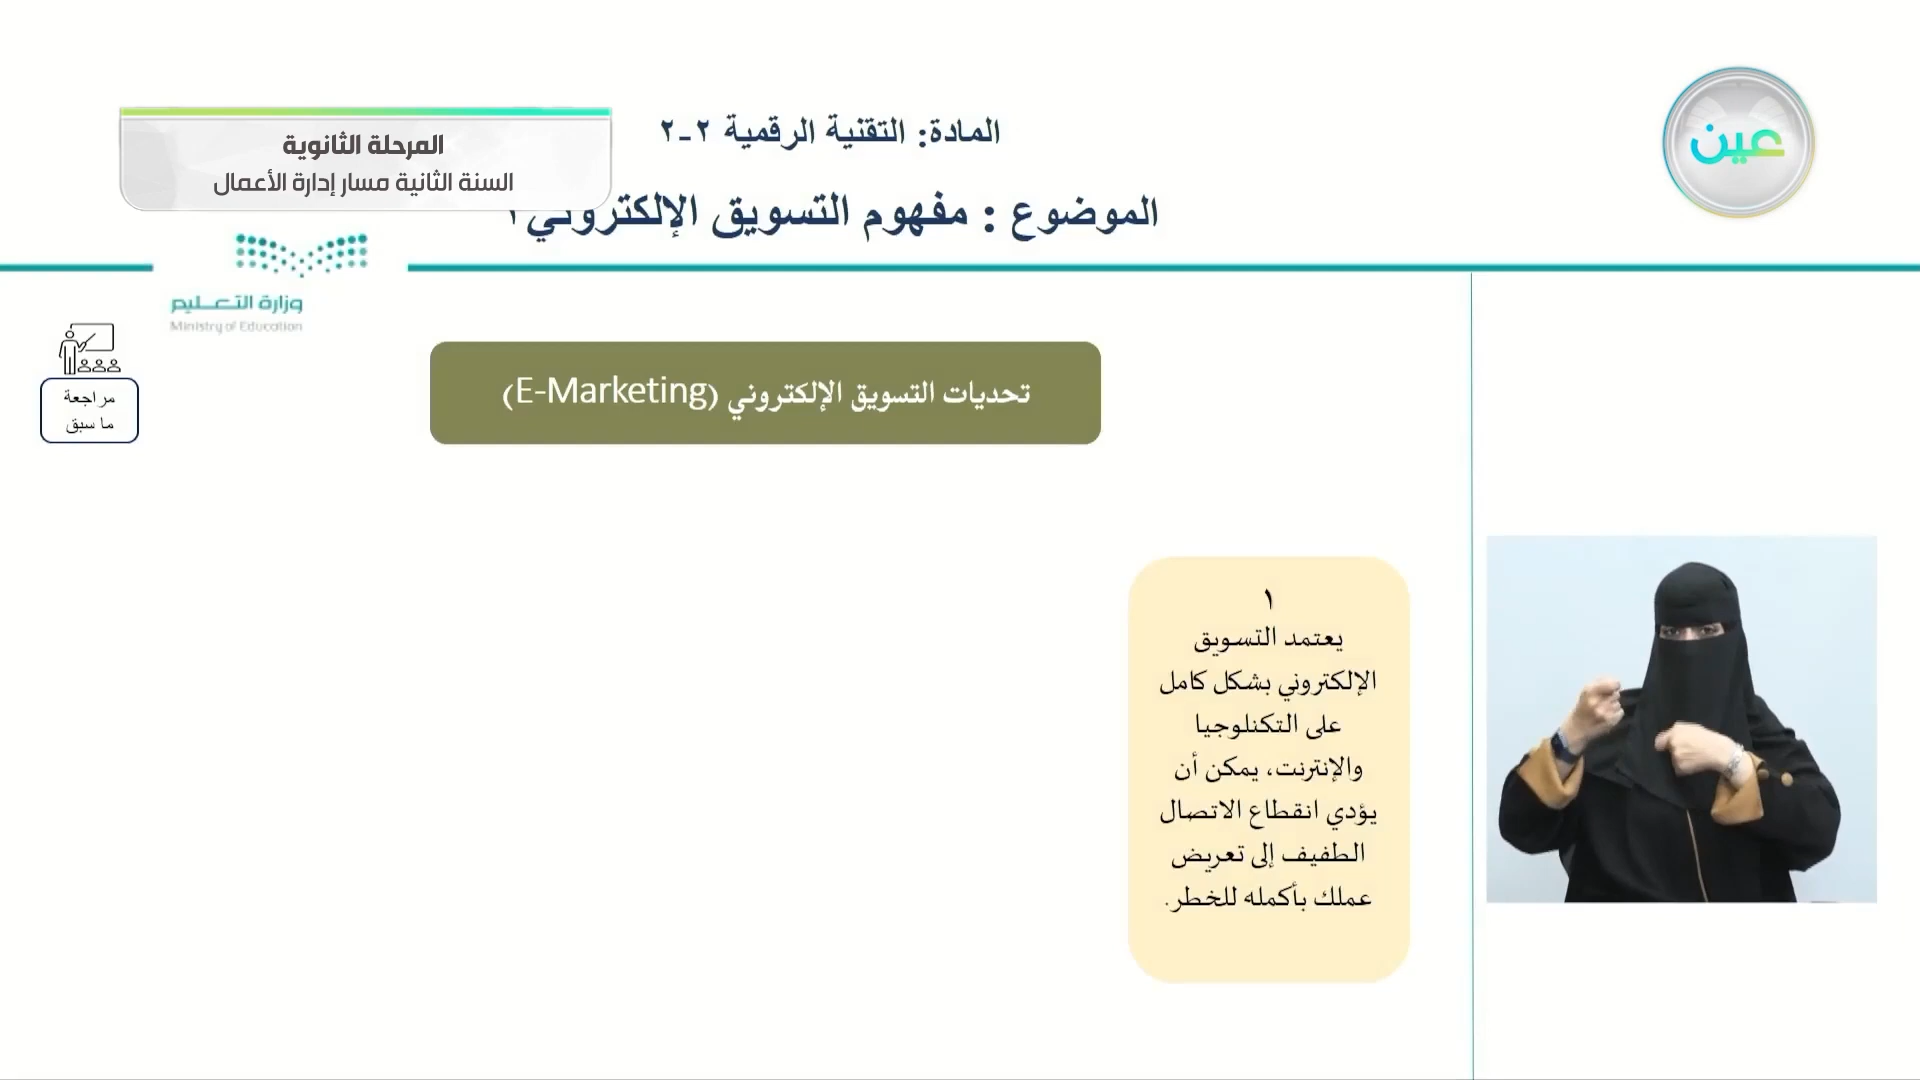 المرحلة الثانوية
السنة الثانية مسار إدارة الأعمال
المادة: التقنية الرقمية ٢-٢
عين
الموضوع : مفهوم التسويق الإلكتروني ١
وزارة التعليم
Ministry of Education
مراجعة
ما سبق
تحديات التسويق الإلكتروني (E-Marketing)
١
يعتمد التسويق
الإلكتروني بشكل كامل
على التكنلوجيا
والإنترنت، يمكن أن
يؤدي انقطاع الاتصال
الطفيف إلى تعريض
عملك بأكمله للخطر.